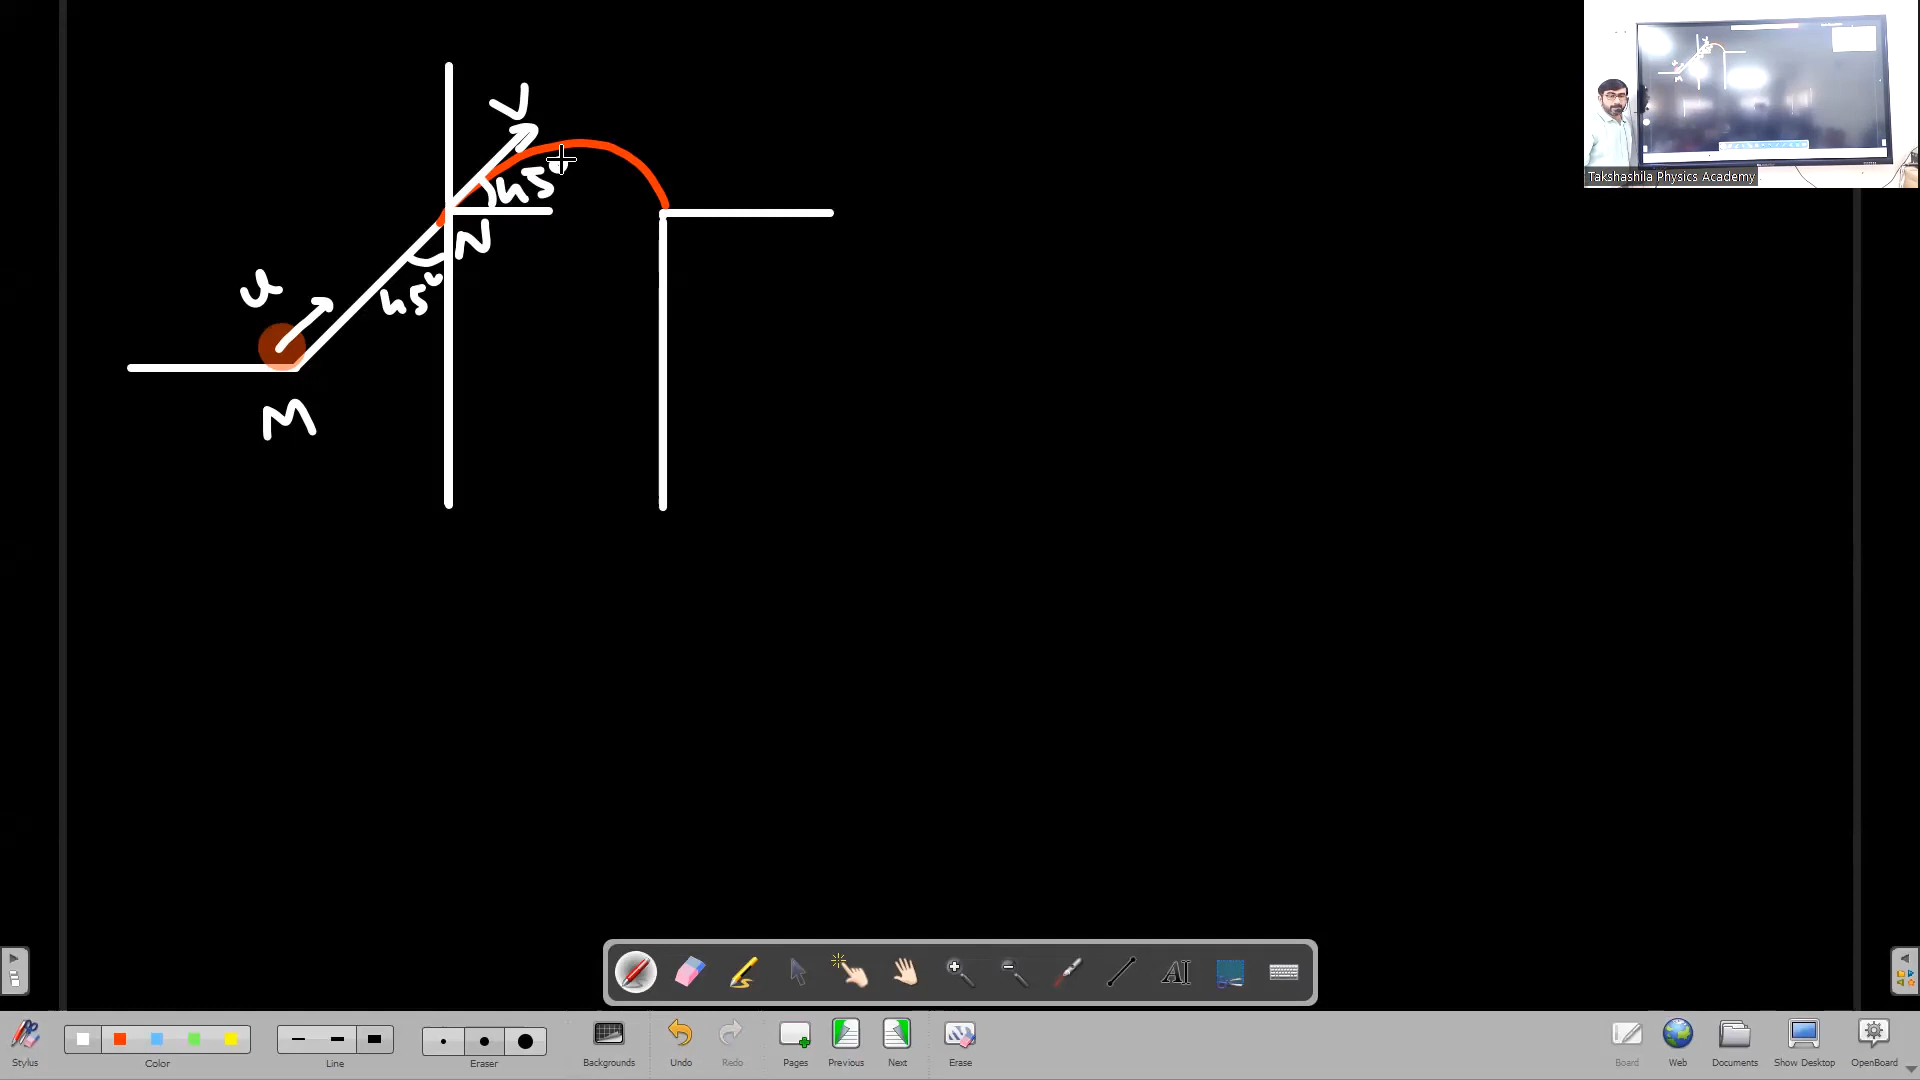 V
45°
N
u
45°
M
Takshashila Physics Academy
Stylus
Color
Line
Eraser
Backgrounds
Undo
Redo
Pages
Previous
Next
Erase
Board
Web
Documents
Show Desktop
OpenBoard